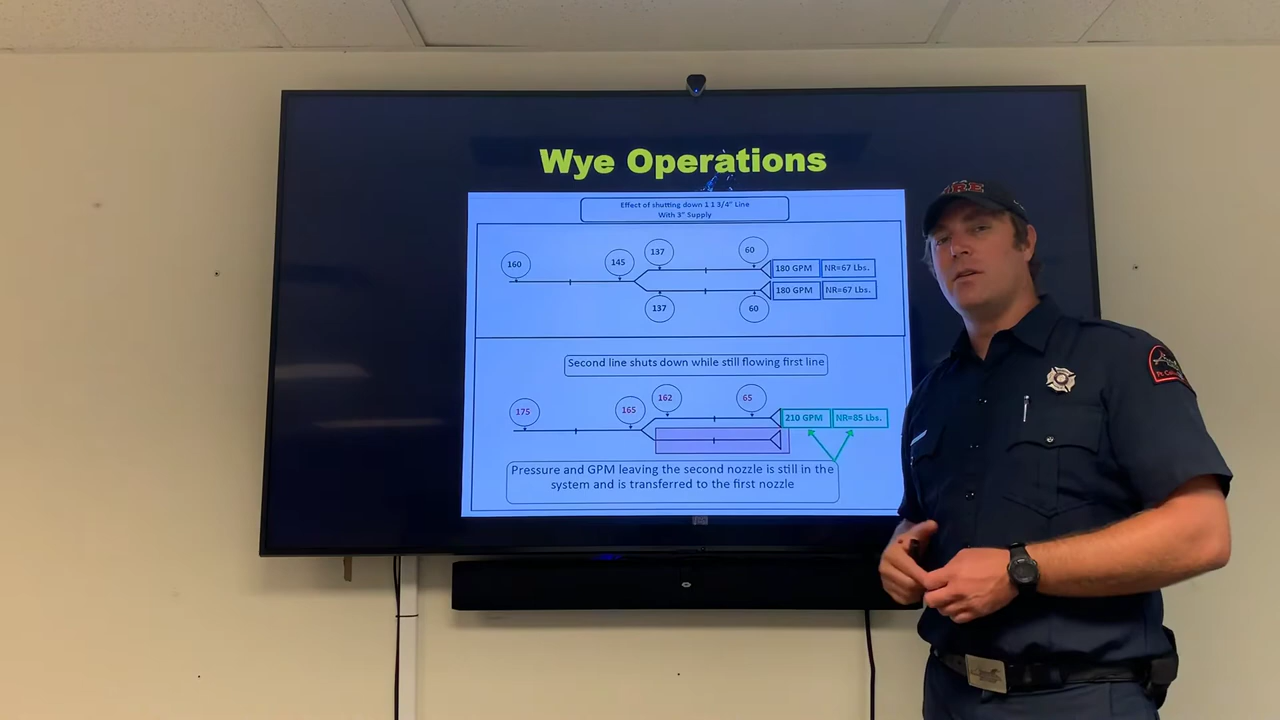 Wye Operations
Effect of shutting down 1 1 3/4" Line
With 3" Supply
160
145
137
60
180 GPM
NR=67 Lbs.
180 GPM
NR=67 Lbs.
137
60
Second line shuts down while still flowing first line
175
165
162
65
210 GPM
NR=85 Lbs.
Pressure and GPM leaving the second nozzle is still in the
system and is transferred to the first nozzle